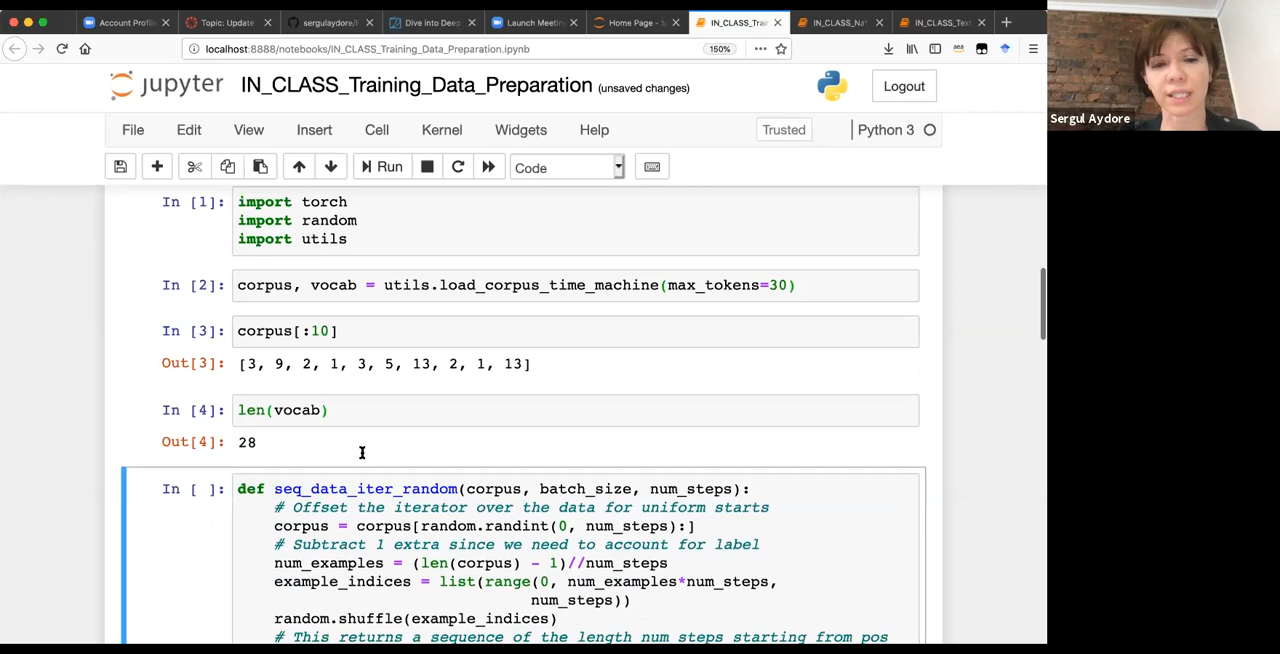 Account Profil
Topic: Update
sergulaydore/
Dive into Deep
Launch Meetin
Home Page -
IN_CLASS_Trai
IN_CLASS_Na
IN_CLASS_Tex
localhost:8888/notebooks/IN_CLASS_Training_Data_Preparation.ipynb
150%
jupyter IN_CLASS_Training_Data_Preparation (unsaved changes)
Logout
File Edit View Insert Cell Kernel Widgets Help
Trusted
Python 3
Run
Code
In [1]: import torch
import random
import utils
In [2]: corpus, vocab = utils.load_corpus_time_machine(max_tokens=30)
In [3]: corpus[:10]
Out[3]: [3, 9, 2, 1, 3, 5, 13, 2, 1, 13]
In [4]: len(vocab)
Out[4]: 28
In [ ]: def seq_data_iter_random(corpus, batch_size, num_steps):
# Offset the iterator over the data for uniform starts
corpus = corpus[random.randint(0, num_steps):]
# Subtract 1 extra since we need to account for label
num_examples = (len(corpus) - 1)//num_steps
example_indices = list(range(0, num_examples*num_steps,
num_steps))
random.shuffle(example_indices)
# This returns a sequence of the length num steps starting from pos
Sergul Aydore